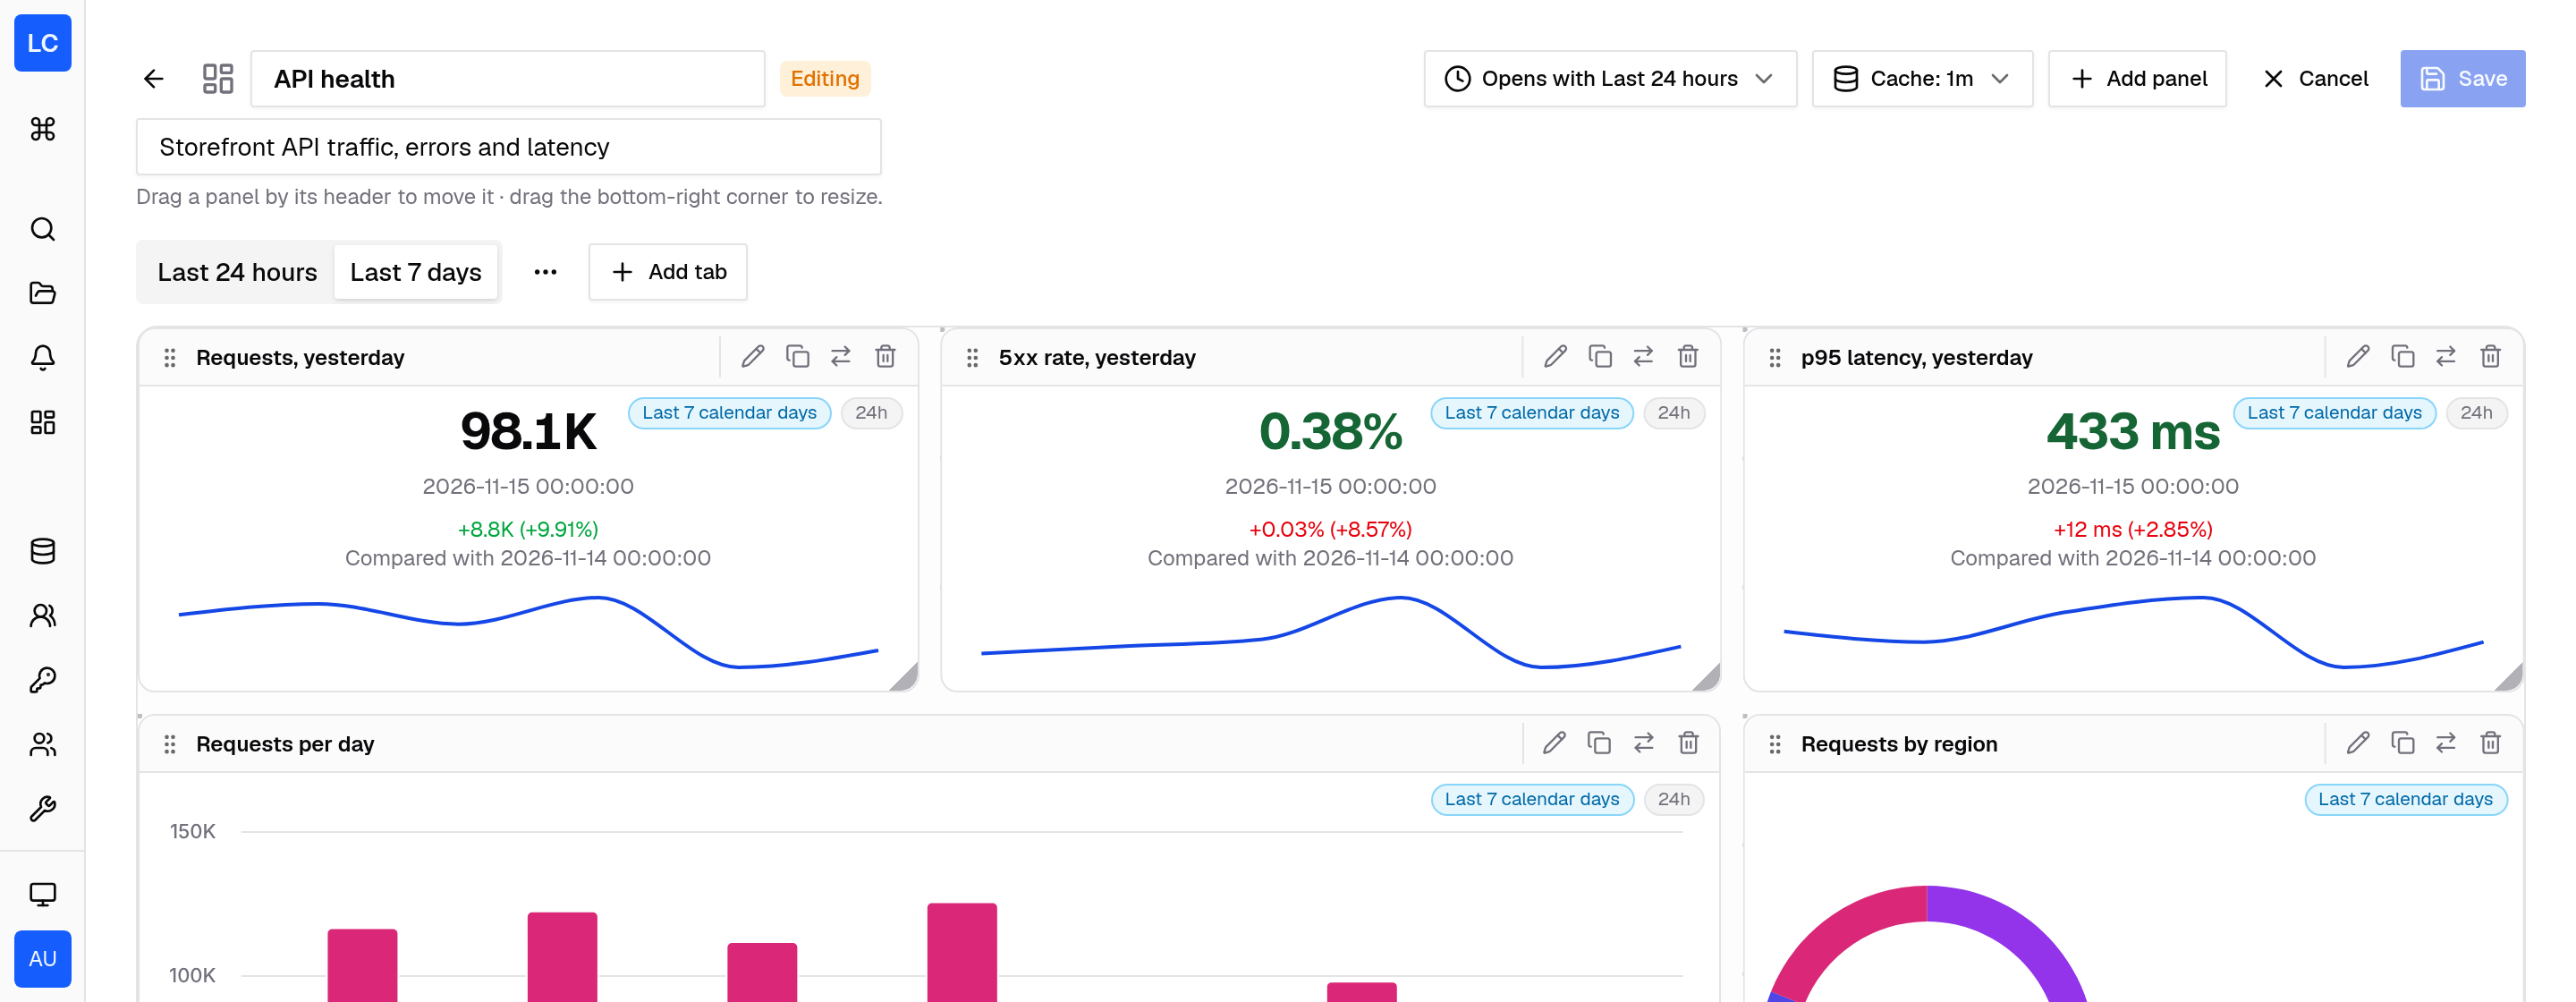 LC
API health
Editing
Opens with Last 24 hours
Cache: 1m
Add panel
Cancel
Save
Storefront API traffic, errors and latency
Drag a panel by its header to move it · drag the bottom-right corner to resize.
Last 24 hours
Last 7 days
Add tab
Requests, yesterday
Last 7 calendar days
24h
98.1K
2026-11-15 00:00:00
+8.8K (+9.91%)
Compared with 2026-11-14 00:00:00
5xx rate, yesterday
Last 7 calendar days
24h
0.38%
2026-11-15 00:00:00
+0.03% (+8.57%)
Compared with 2026-11-14 00:00:00
p95 latency, yesterday
Last 7 calendar days
24h
433 ms
2026-11-15 00:00:00
+12 ms (+2.85%)
Compared with 2026-11-14 00:00:00
Requests per day
Last 7 calendar days
24h
150K
100K
Requests by region
Last 7 calendar days
AU